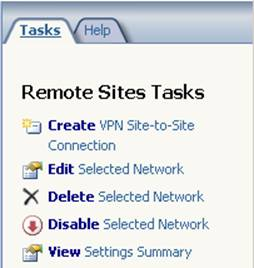 Tasks
Help
Remote Sites Tasks
Create VPN Site-to-Site
Connection
Edit Selected Network
Delete Selected Network
Disable Selected Network
View Settings Summary